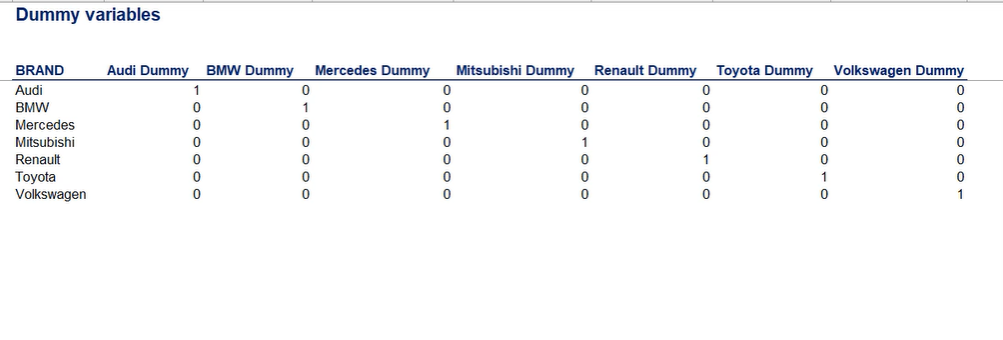 Dummy variables
BRAND Audi Dummy BMW Dummy Mercedes Dummy Mitsubishi Dummy Renault Dummy Toyota Dummy Volkswagen Dummy
Audi 1 0 0 0 0 0 0
BMW 0 1 0 0 0 0 0
Mercedes 0 0 1 0 0 0 0
Mitsubishi 0 0 0 1 0 0 0
Renault 0 0 0 0 1 0 0
Toyota 0 0 0 0 0 1 0
Volkswagen 0 0 0 0 0 0 1